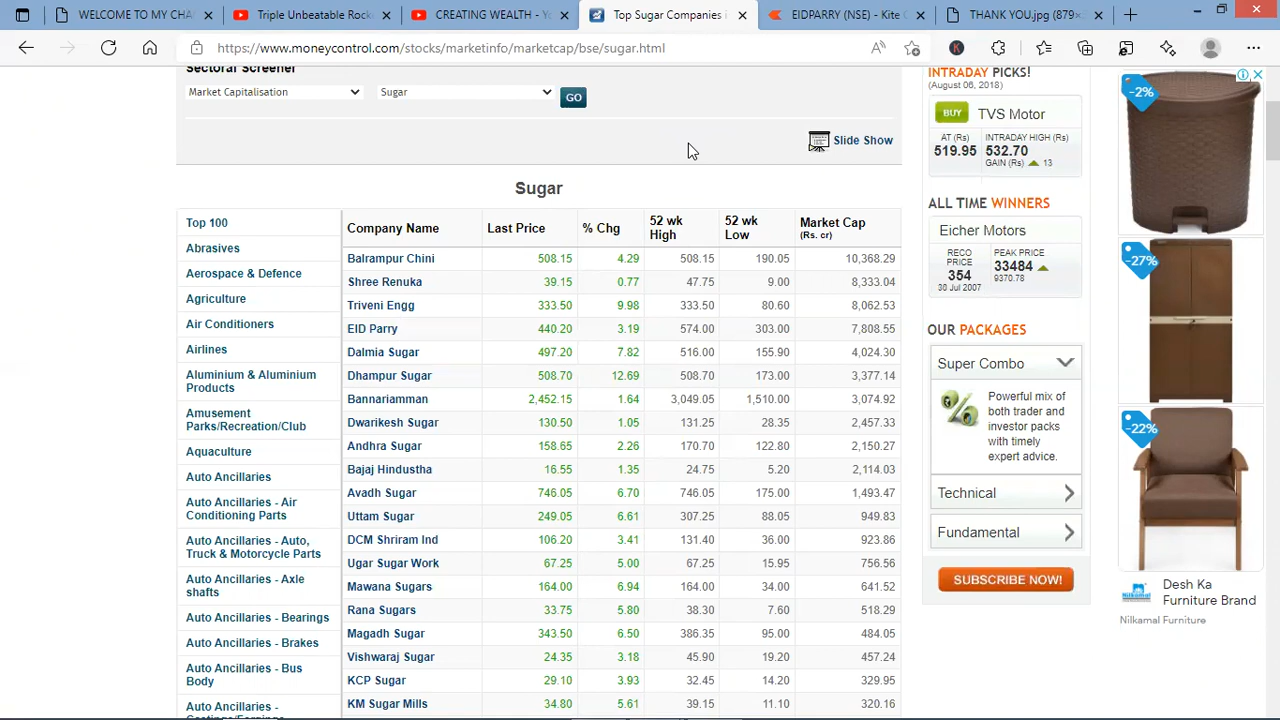 WELCOME TO MY CHA
Triple Unbeatable Rock
CREATING WEALTH - Yo
Top Sugar Companies i
EIDPARRY (NSE) - Kite C
THANK YOU.jpg (879×
https://www.moneycontrol.com/stocks/marketinfo/marketcap/bse/sugar.html
Sectoral Screener
Market Capitalisation
Sugar
GO
Slide Show
Sugar
Top 100
Abrasives
Aerospace & Defence
Agriculture
Air Conditioners
Airlines
Aluminium & Aluminium
Products
Amusement
Parks/Recreation/Club
Aquaculture
Auto Ancillaries
Auto Ancillaries - Air
Conditioning Parts
Auto Ancillaries - Auto,
Truck & Motorcycle Parts
Auto Ancillaries - Axle
shafts
Auto Ancillaries - Bearings
Auto Ancillaries - Brakes
Auto Ancillaries - Bus
Body
Auto Ancillaries -
Castings/Forgings
Company Name Last Price % Chg 52 wk High 52 wk Low Market Cap (Rs. cr)
Balrampur Chini 508.15 4.29 508.15 190.05 10,368.29
Shree Renuka 39.15 0.77 47.75 9.00 8,333.04
Triveni Engg 333.50 9.98 333.50 80.60 8,062.53
EID Parry 440.20 3.19 574.00 303.00 7,808.55
Dalmia Sugar 497.20 7.82 516.00 155.90 4,024.30
Dhampur Sugar 508.70 12.69 508.70 173.00 3,377.14
Bannariamman 2,452.15 1.64 3,049.05 1,510.00 3,074.92
Dwarikesh Sugar 130.50 1.05 131.25 28.35 2,457.33
Andhra Sugar 158.65 2.26 170.70 122.80 2,150.27
Bajaj Hindustha 16.55 1.35 24.75 5.20 2,114.03
Avadh Sugar 746.05 6.70 746.05 175.00 1,493.47
Uttam Sugar 249.05 6.61 307.25 88.05 949.83
DCM Shriram Ind 106.20 3.41 131.40 36.00 923.86
Ugar Sugar Work 67.25 5.00 67.25 15.95 756.56
Mawana Sugars 164.00 6.94 164.00 34.00 641.52
Rana Sugars 33.75 5.80 38.30 7.60 518.29
Magadh Sugar 343.50 6.50 386.35 95.00 484.05
Vishwaraj Sugar 24.35 3.18 45.90 19.20 457.24
KCP Sugar 29.10 3.93 32.45 14.20 329.95
KM Sugar Mills 34.80 5.61 39.15 11.10 320.16
INTRADAY PICKS!
(August 06, 2018)
BUY TVS Motor
AT (Rs) INTRADAY HIGH (Rs)
519.95 532.70
GAIN (Rs) 13
ALL TIME WINNERS
Eicher Motors
RECO PRICE PEAK PRICE
354 33484
30 Jul 2007 9370.78
OUR PACKAGES
Super Combo
Powerful mix of
both trader and
investor packs
with timely
expert advice.
Technical
Fundamental
SUBSCRIBE NOW!
-2%
-27%
-22%
Desh Ka
Furniture Brand
Nilkamal Furniture